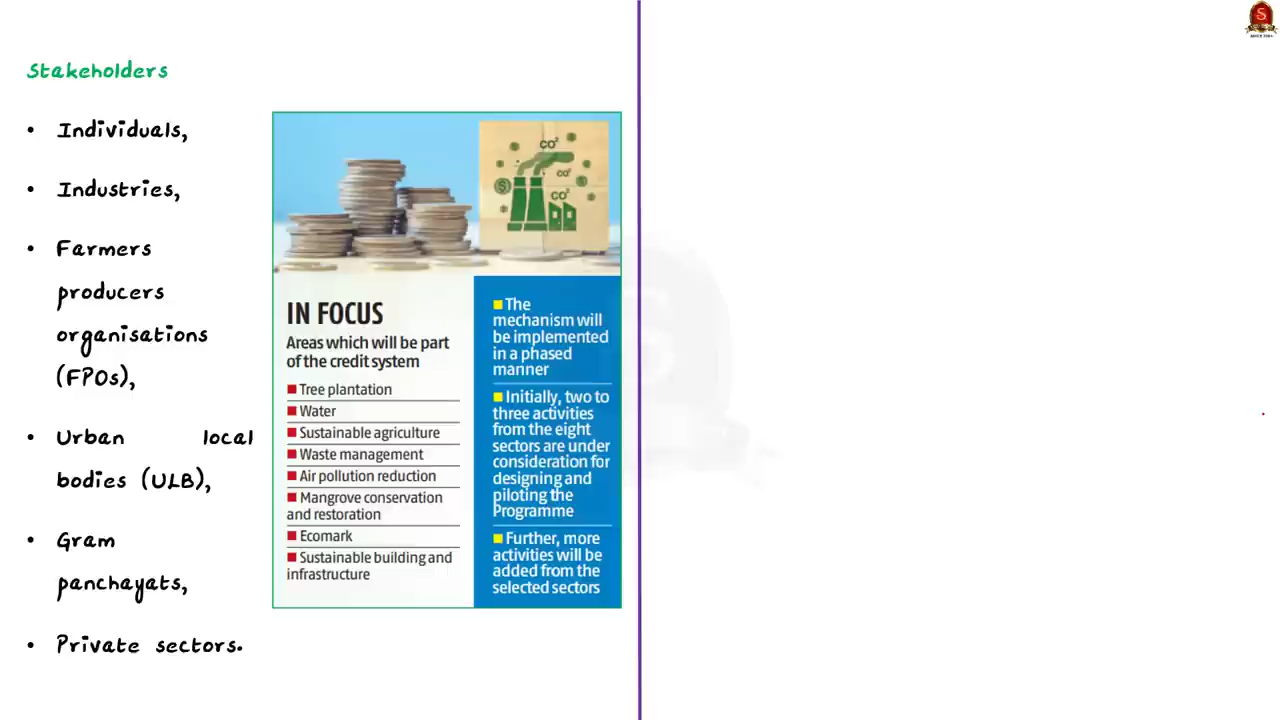 Stakeholders
• Individuals,
• Industries,
• Farmers
producers
organisations
(FPOs),
• Urban local
bodies (ULB),
• Gram
panchayats,
• Private sectors.
CO²
CO²
CO²
IN FOCUS
Areas which will be part
of the credit system
Tree plantation
Water
Sustainable agriculture
Waste management
Air pollution reduction
Mangrove conservation
and restoration
Ecomark
Sustainable building and
infrastructure
The
mechanism will
be implemented
in a phased
manner
Initially, two to
three activities
from the eight
sectors are under
consideration for
designing and
piloting the
Programme
Further, more
activities will be
added from the
selected sectors
S